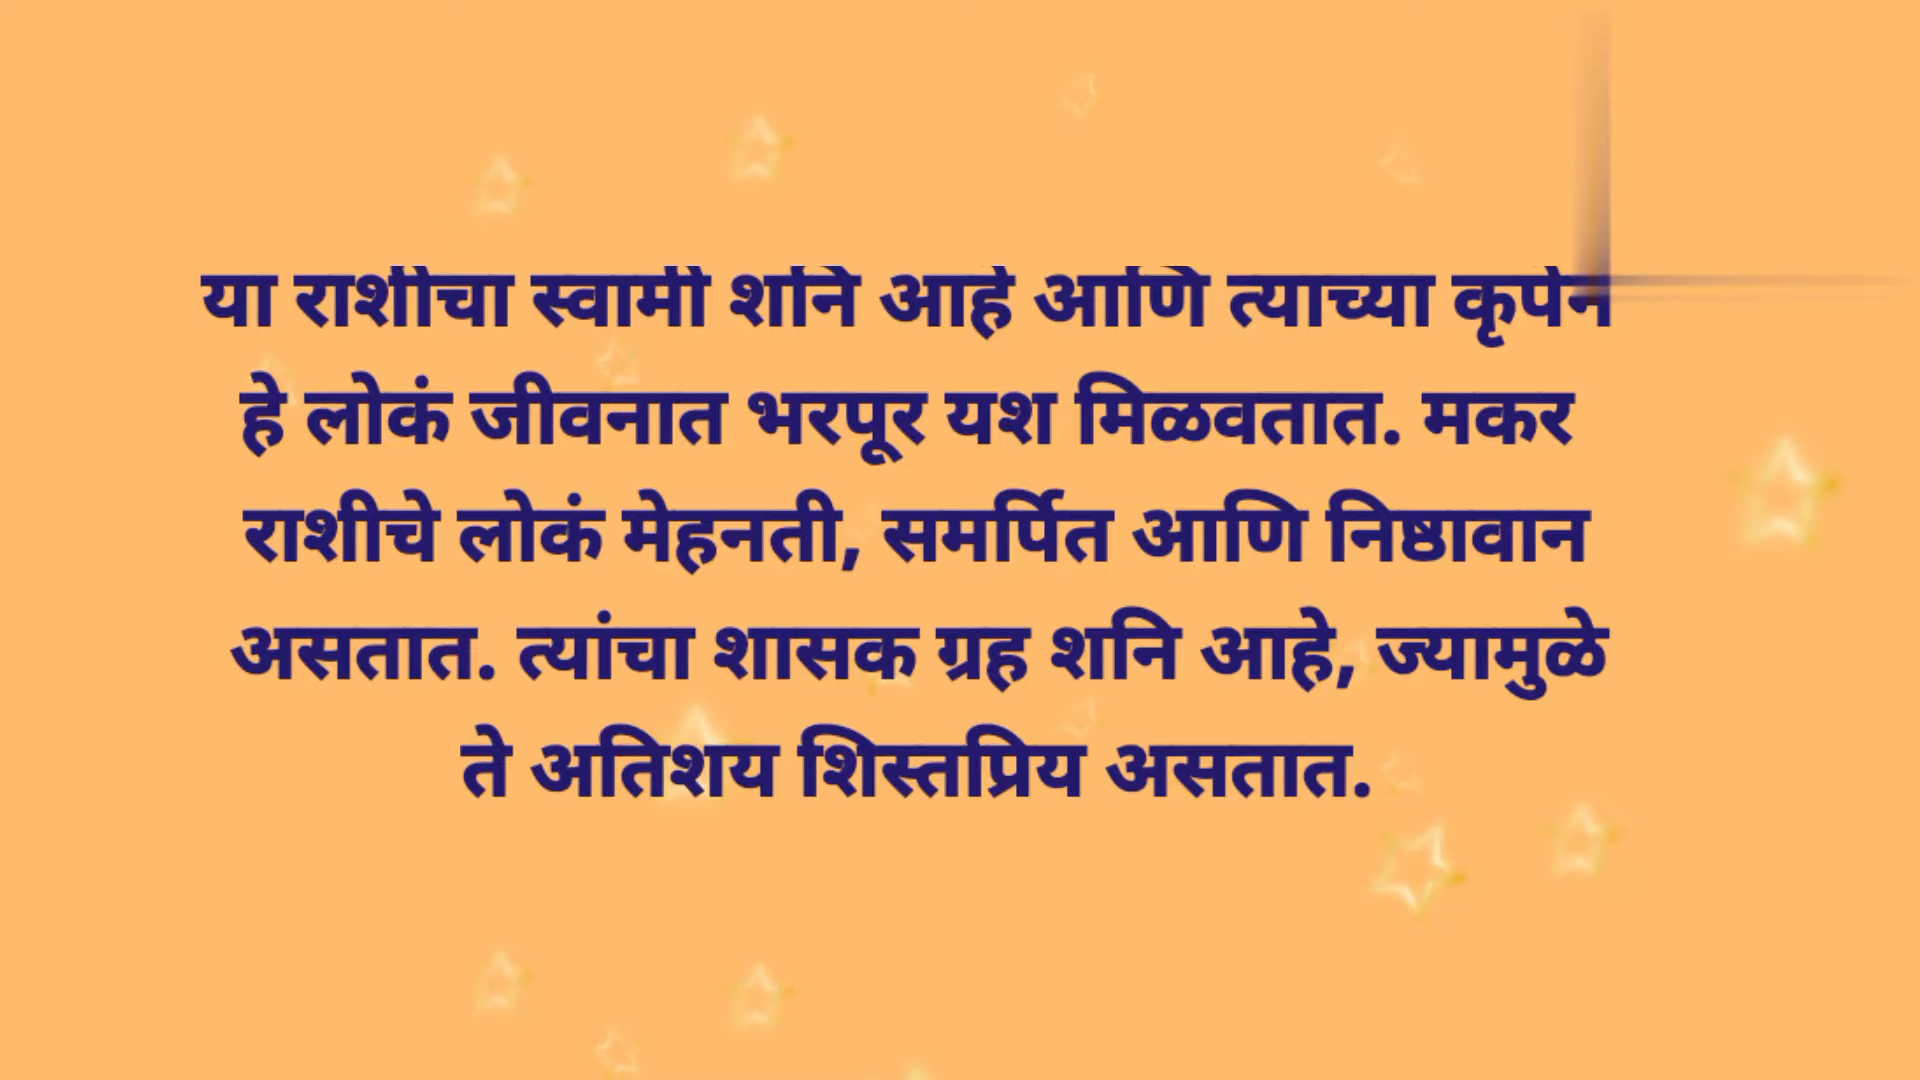 या राशीचा स्वामी शनि आहे आणि त्याच्या कृपेन
हे लोकं जीवनात भरपूर यश मिळवतात. मकर
राशीचे लोकं मेहनती, समर्पित आणि निष्ठावान
असतात. त्यांचा शासक ग्रह शनि आहे, ज्यामुळे
ते अतिशय शिस्तप्रिय असतात.